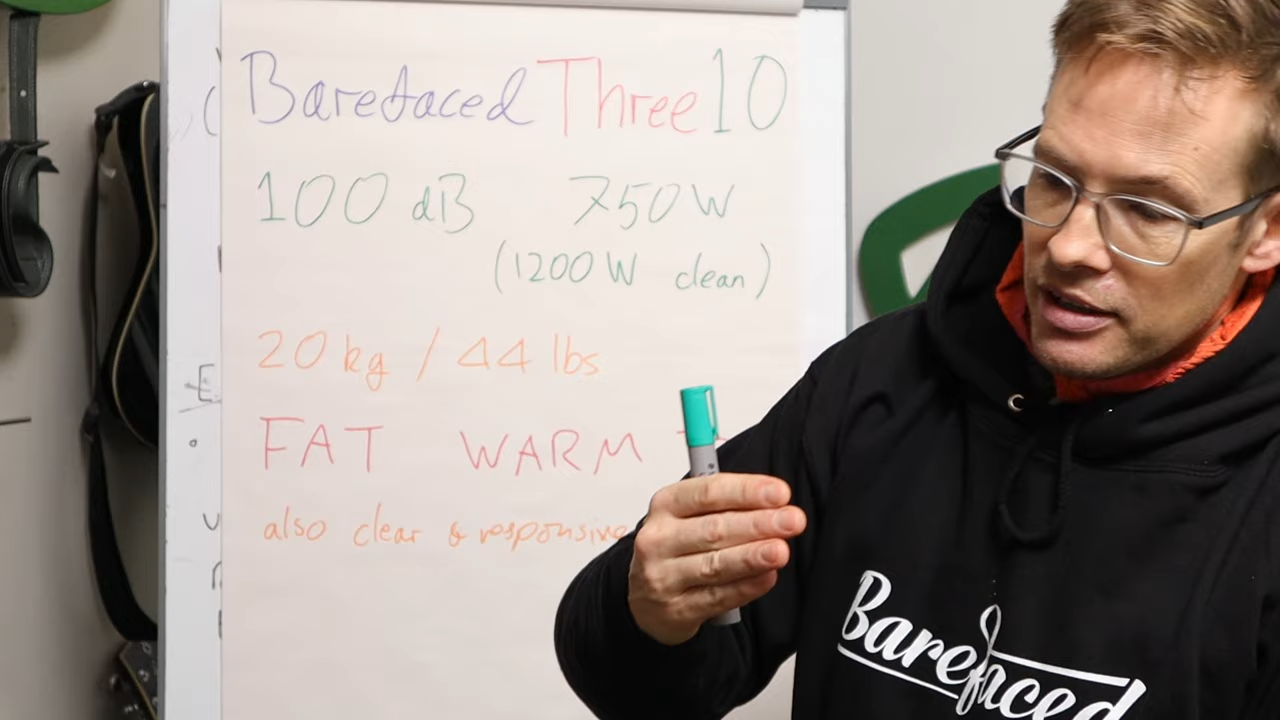 Barefaced Three10
100 dB 750W
(1200W clean)
20 kg / 44 lbs
FAT WARM
also clear & responsive
Barefaced